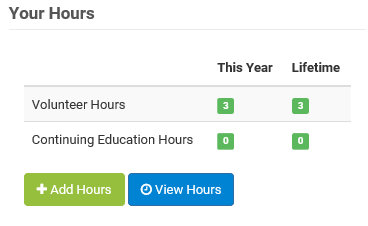 Your Hours
This Year Lifetime
Volunteer Hours 3 3
Continuing Education Hours 0 0
Add Hours View Hours